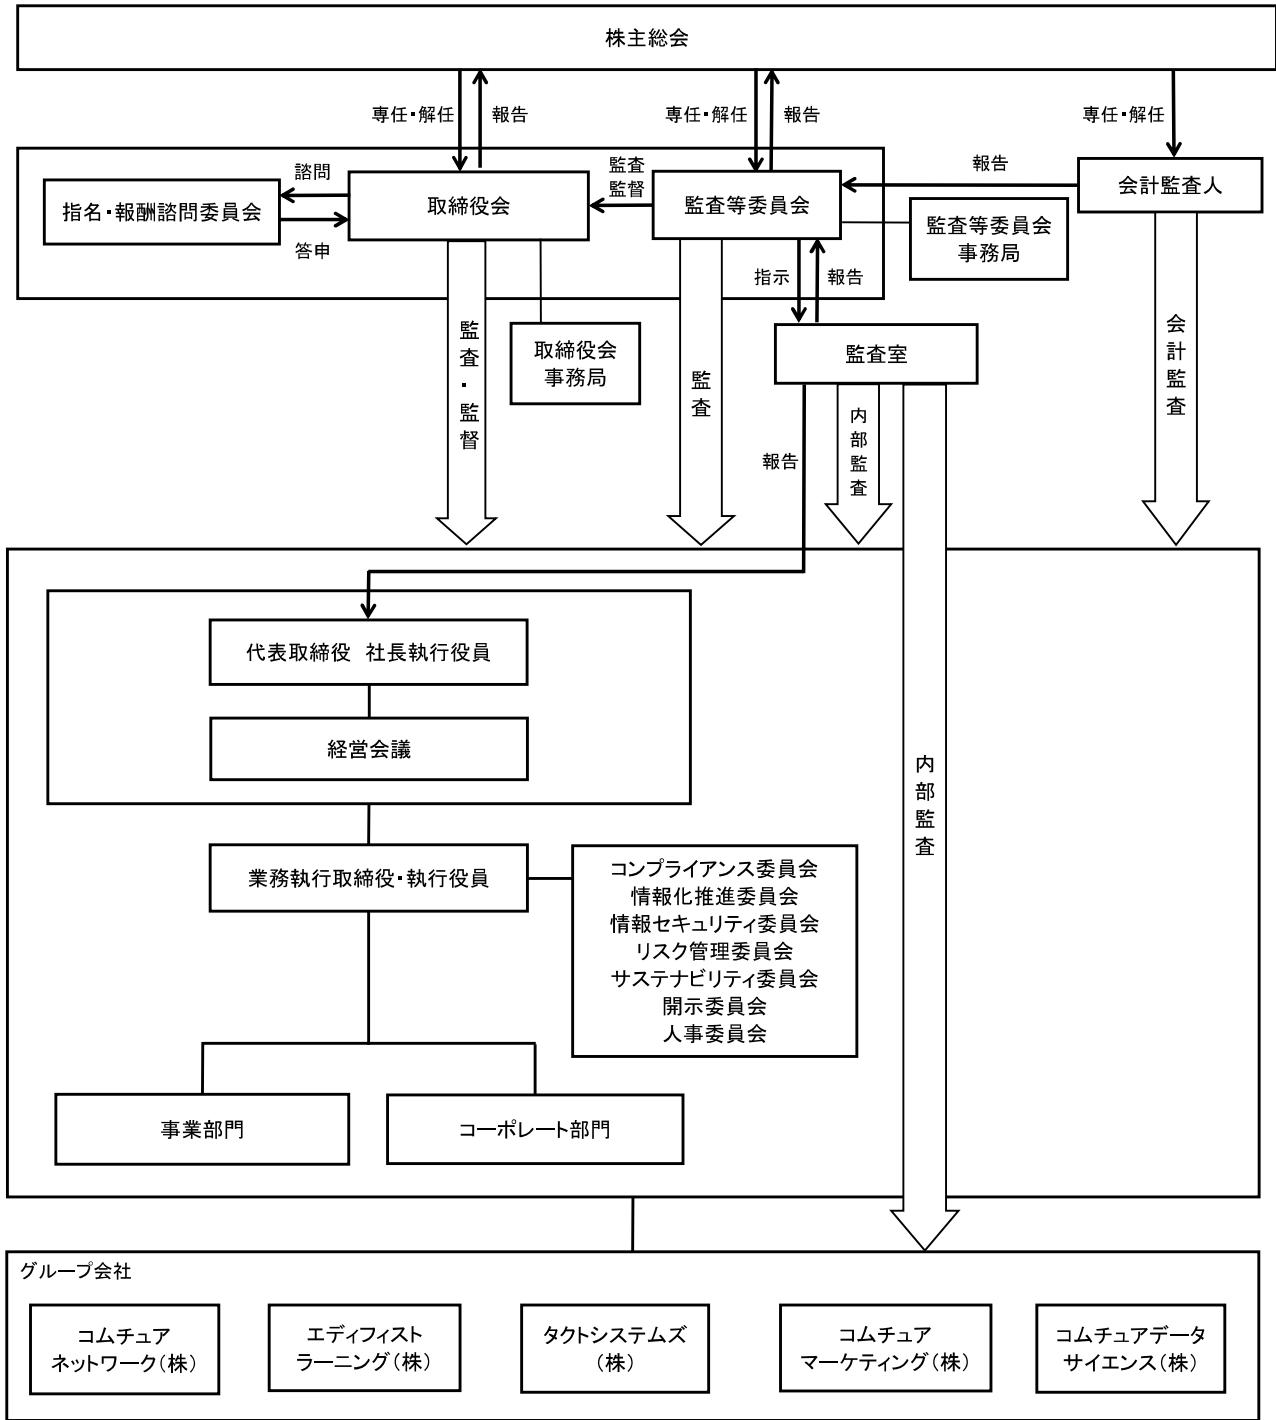 株主総会
専任・解任
報告
専任・解任
報告
専任・解任
諮問
監査
監督
報告
指名・報酬諮問委員会
取締役会
監査等委員会
会計監査人
答申
監査等委員会
事務局
指示
報告
監査・監督
取締役会
事務局
監査
監査室
会計監査
報告
内部監査
代表取締役 社長執行役員
経営会議
内部監査
業務執行取締役・執行役員
コンプライアンス委員会
情報化推進委員会
情報セキュリティ委員会
リスク管理委員会
サステナビリティ委員会
開示委員会
人事委員会
事業部門
コーポレート部門
グループ会社
コムチュア
ネットワーク(株)
エディフィスト
ラーニング(株)
タクトシステムズ
(株)
コムチュア
マーケティング(株)
コムチュアデータ
サイエンス(株)